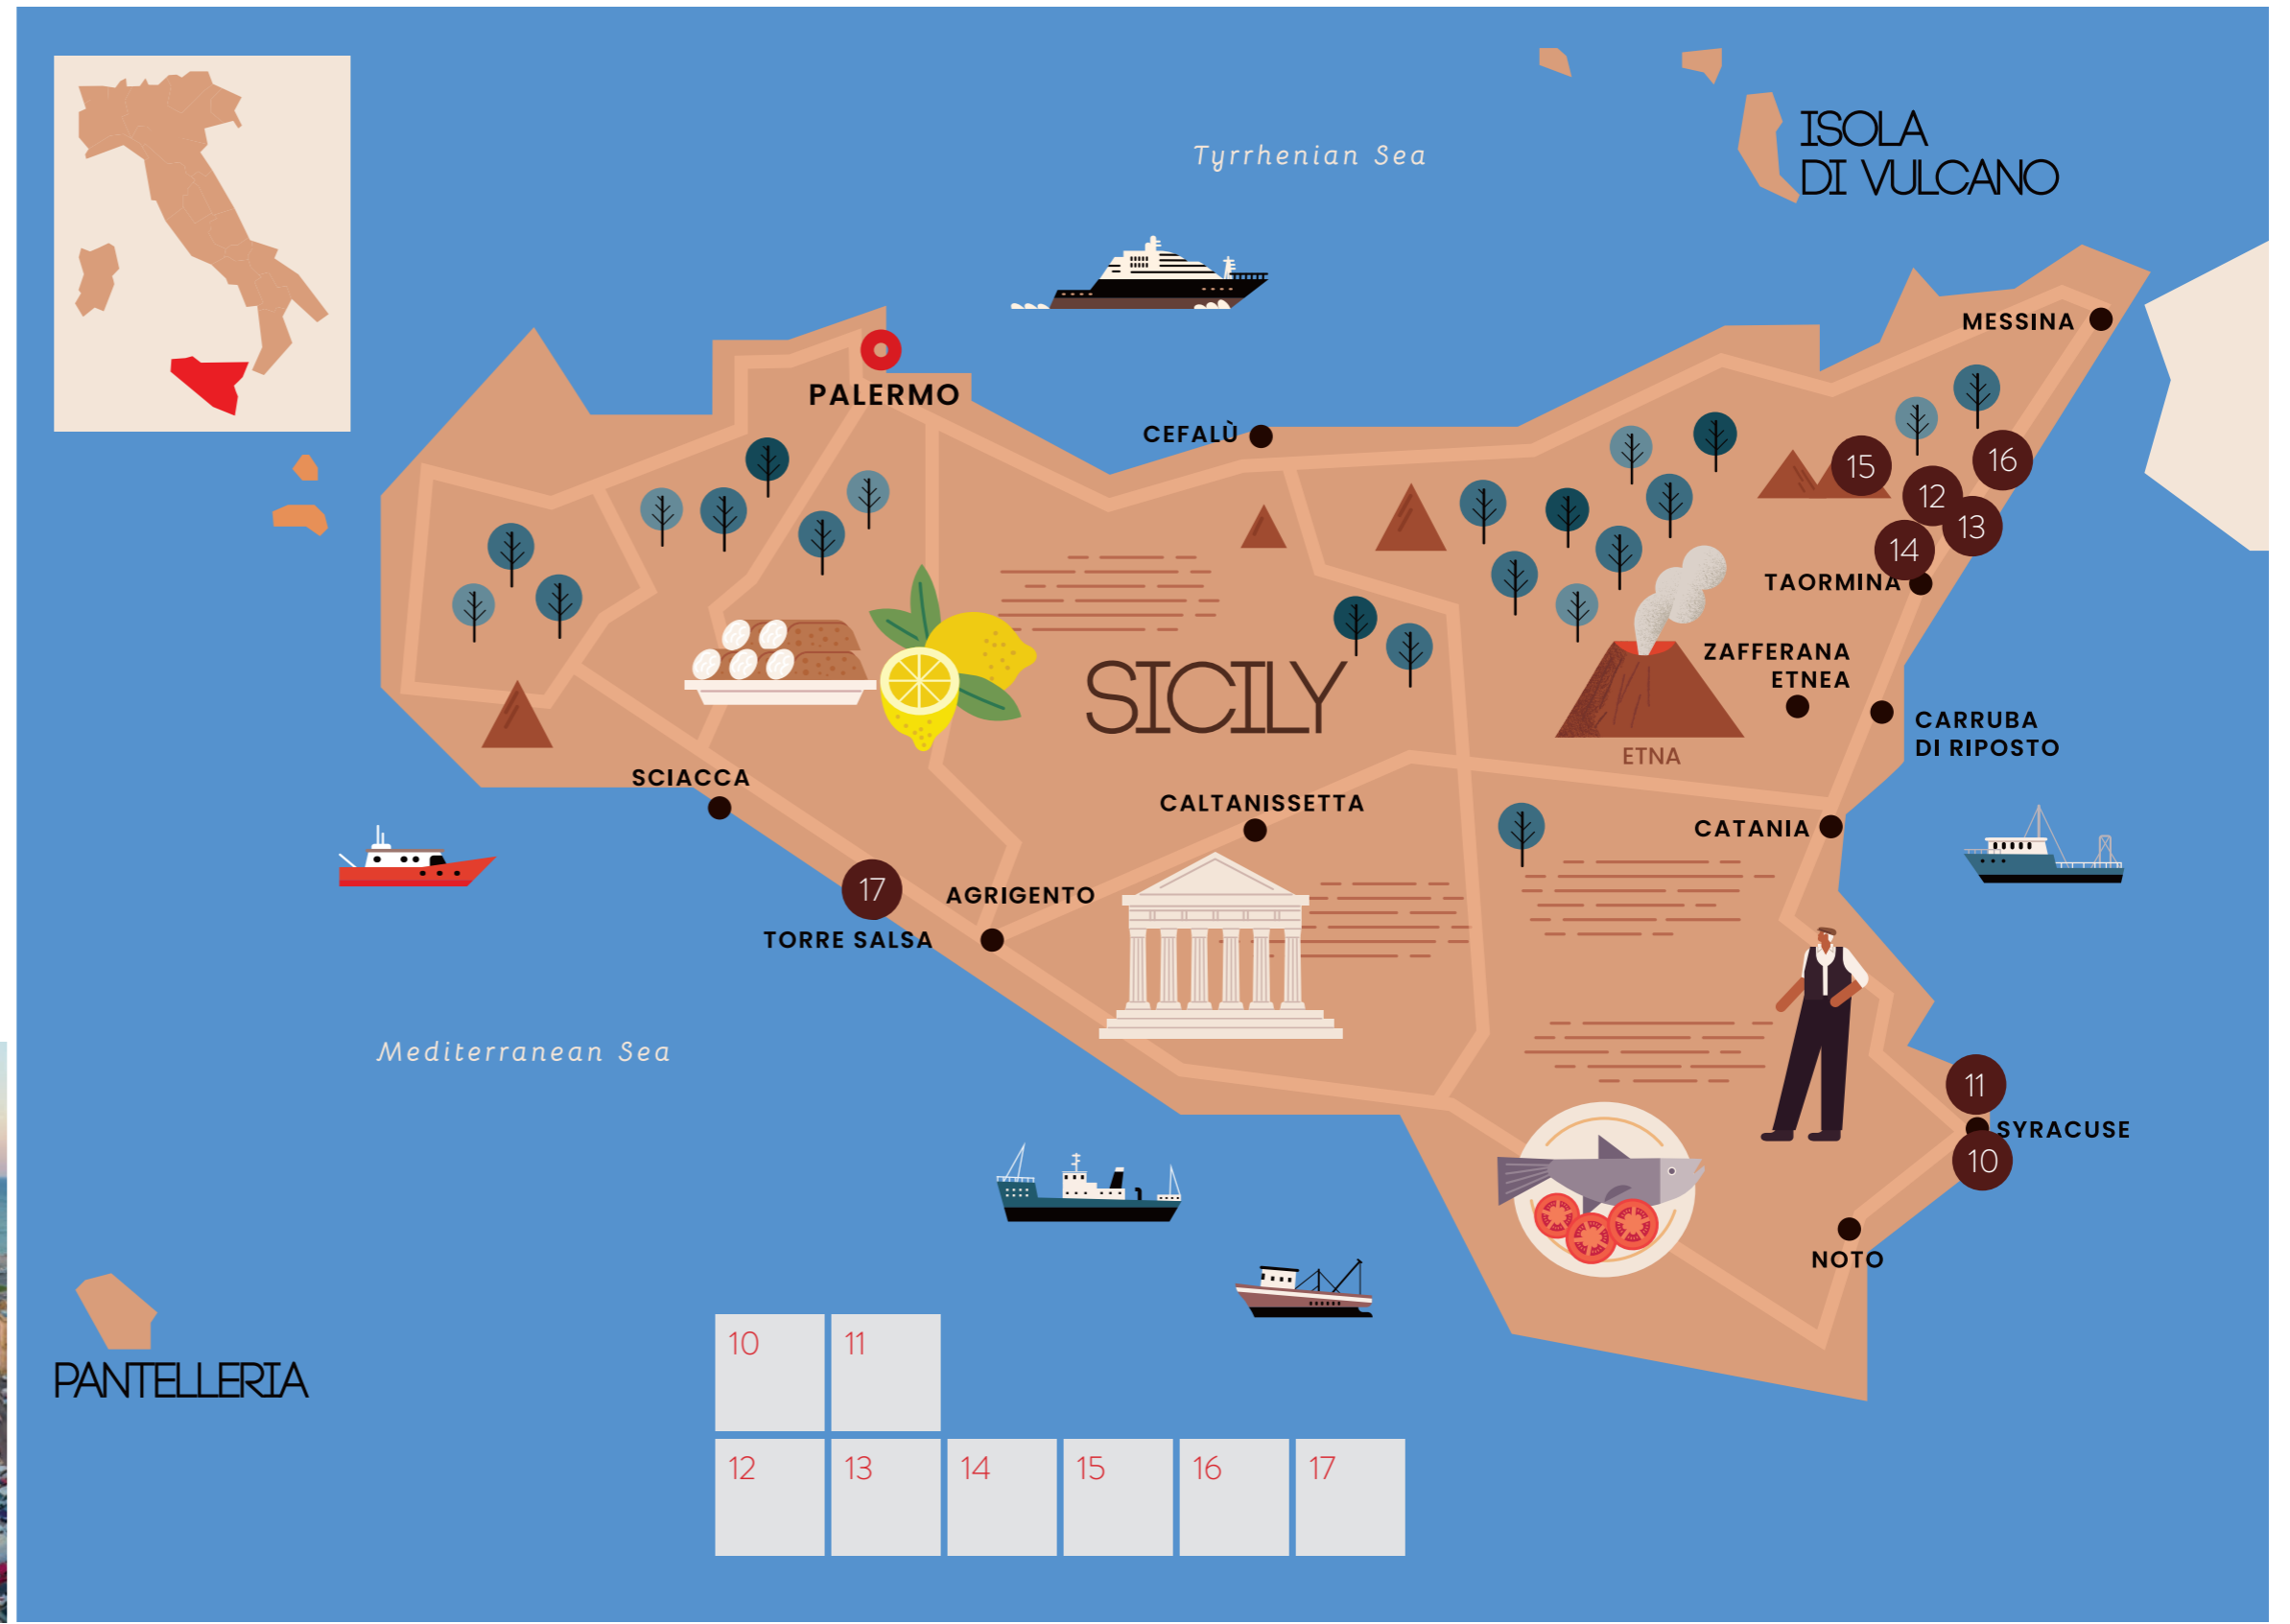 Tyrrhenian Sea
ISOLA
DI VULCANO
MESSINA
PALERMO
CEFALÙ
15
16
12
13
14
TAORMINA
ZAFFERANA
ETNEA
SICILY
CARRUBA
DI RIPOSTO
ETNA
SCIACCA
CALTANISSETTA
CATANIA
17
AGRIGENTO
TORRE SALSA
Mediterranean Sea
11
SYRACUSE
10
NOTO
PANTELLERIA
10 11
12 13 14 15 16 17